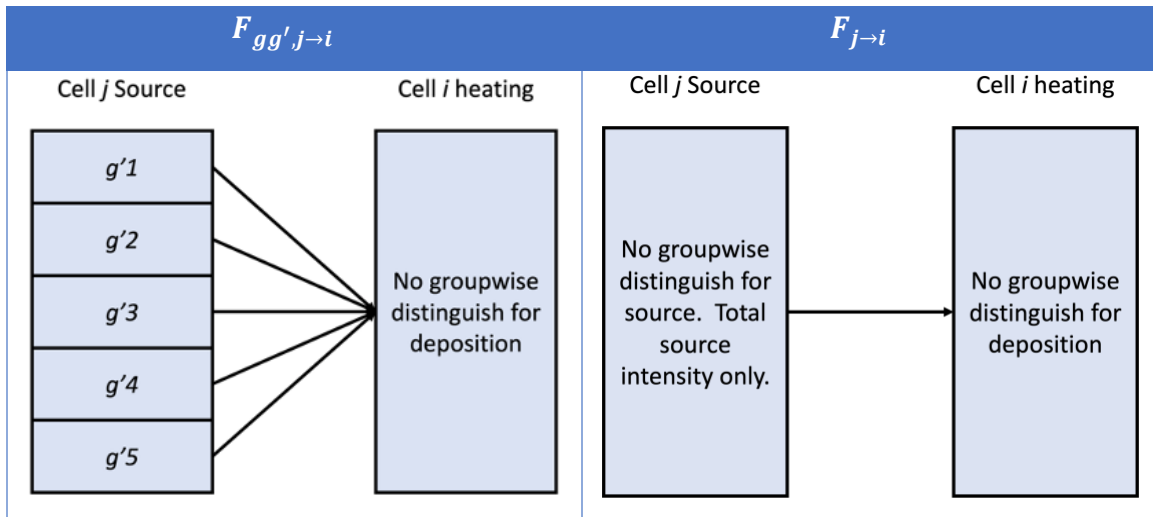 F_{gg',j→i}
F_{j→i}
Cell j Source
Cell i heating
g'1
g'2
g'3
g'4
g'5
No groupwise
distinguish for
deposition
Cell j Source
Cell i heating
No groupwise
distinguish for
source. Total
source
intensity only.
No groupwise
distinguish for
deposition